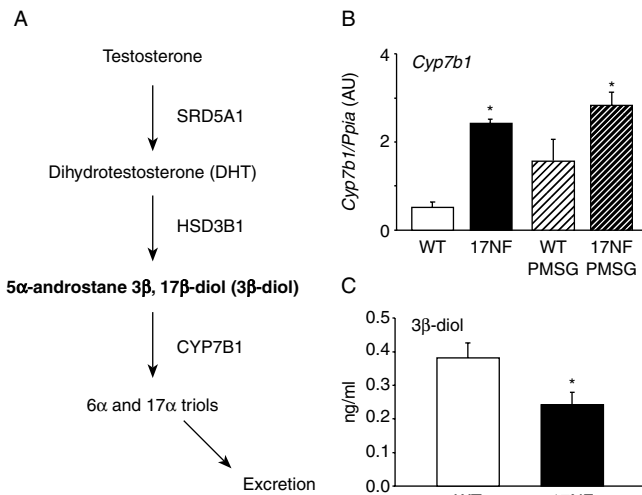 A
Testosterone
SRD5A1
Dihydrotestosterone (DHT)
HSD3B1
5α-androstane 3β, 17β-diol (3β-diol)
CYP7B1
6α and 17α triols
Excretion
B
Cyp7b1
Cyp7b1/Ppia (AU)
4
2
0
*
*
WT
17NF
WT
PMSG
17NF
PMSG
C
3β-diol
ng/ml
0.5
0.4
0.3
0.2
0.1
0.0
*